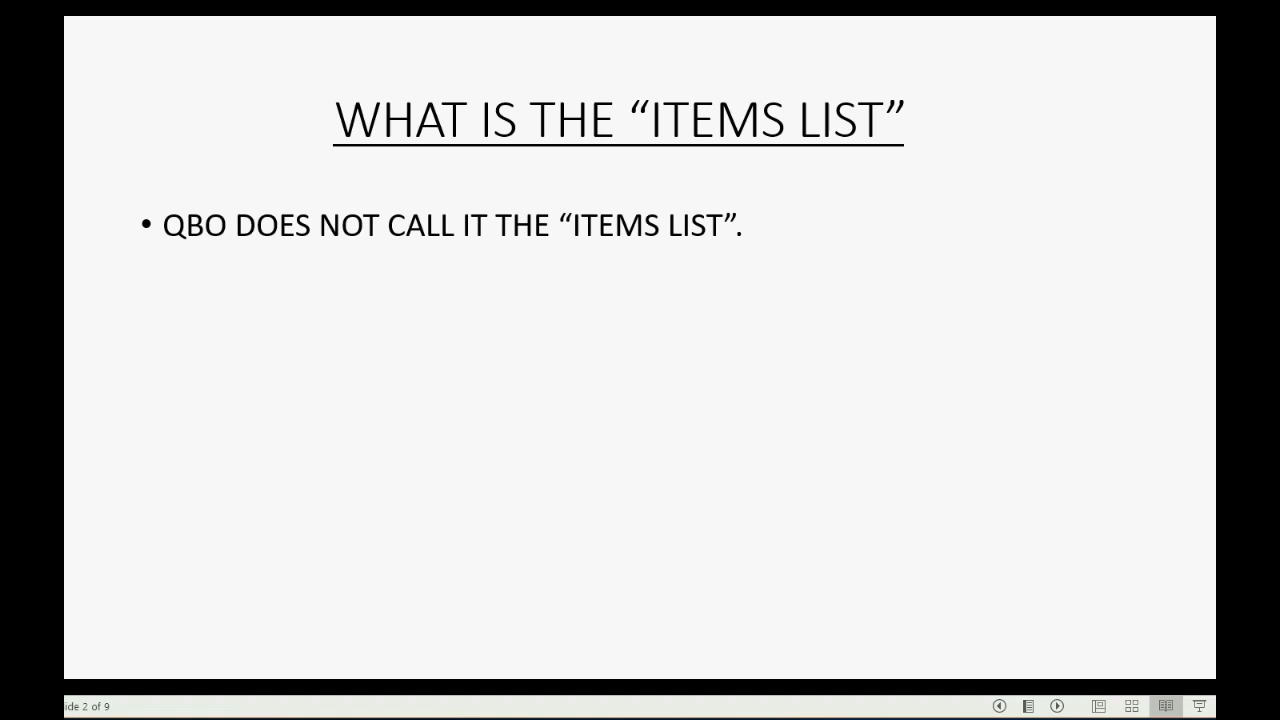 WHAT IS THE “ITEMS LIST”
• QBO DOES NOT CALL IT THE “ITEMS LIST”.
ide 2 of 9